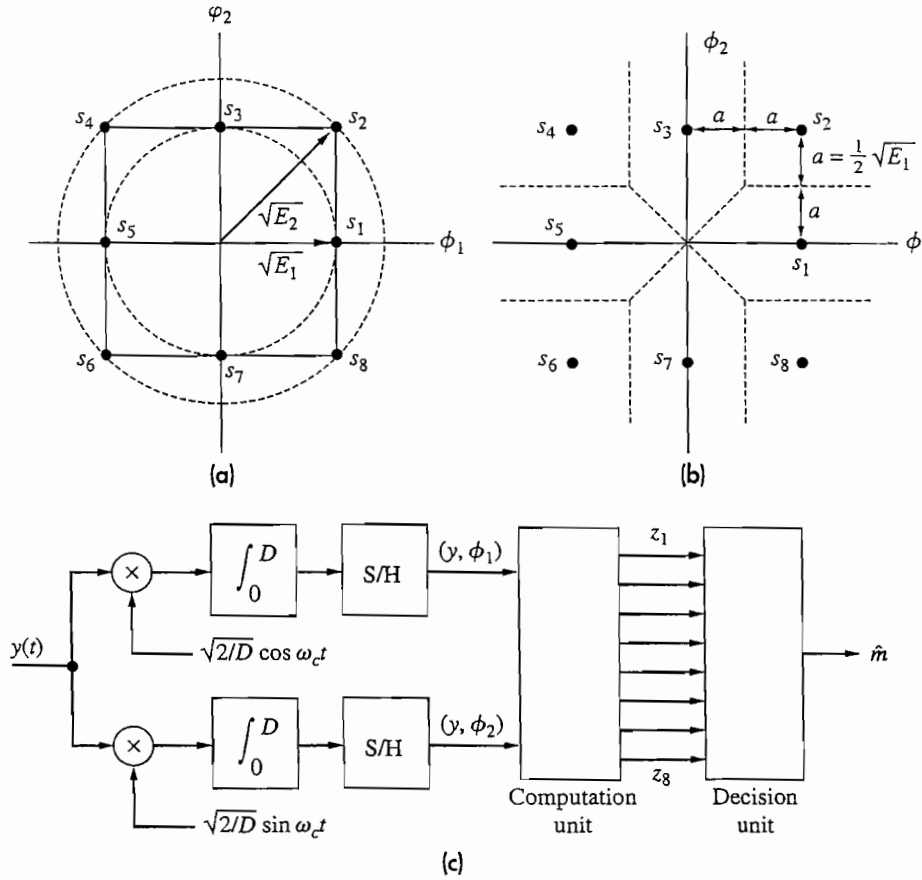 φ₂
s₄
s₃
s₂
√E₂
s₅
s₁
ϕ₁
√E₁
s₆
s₇
s₈
(a)
ϕ₂
s₄
s₃
a
a
s₂
a = ½ √E₁
a
s₅
s₁
ϕ
s₆
s₇
s₈
(b)
×
∫₀ᴰ
S/H
(y, ϕ₁)
√2/D cos ω_c t
y(t)
×
∫₀ᴰ
S/H
(y, ϕ₂)
√2/D sin ω_c t
z₁
z₈
m̂
Computation unit
Decision unit
(c)